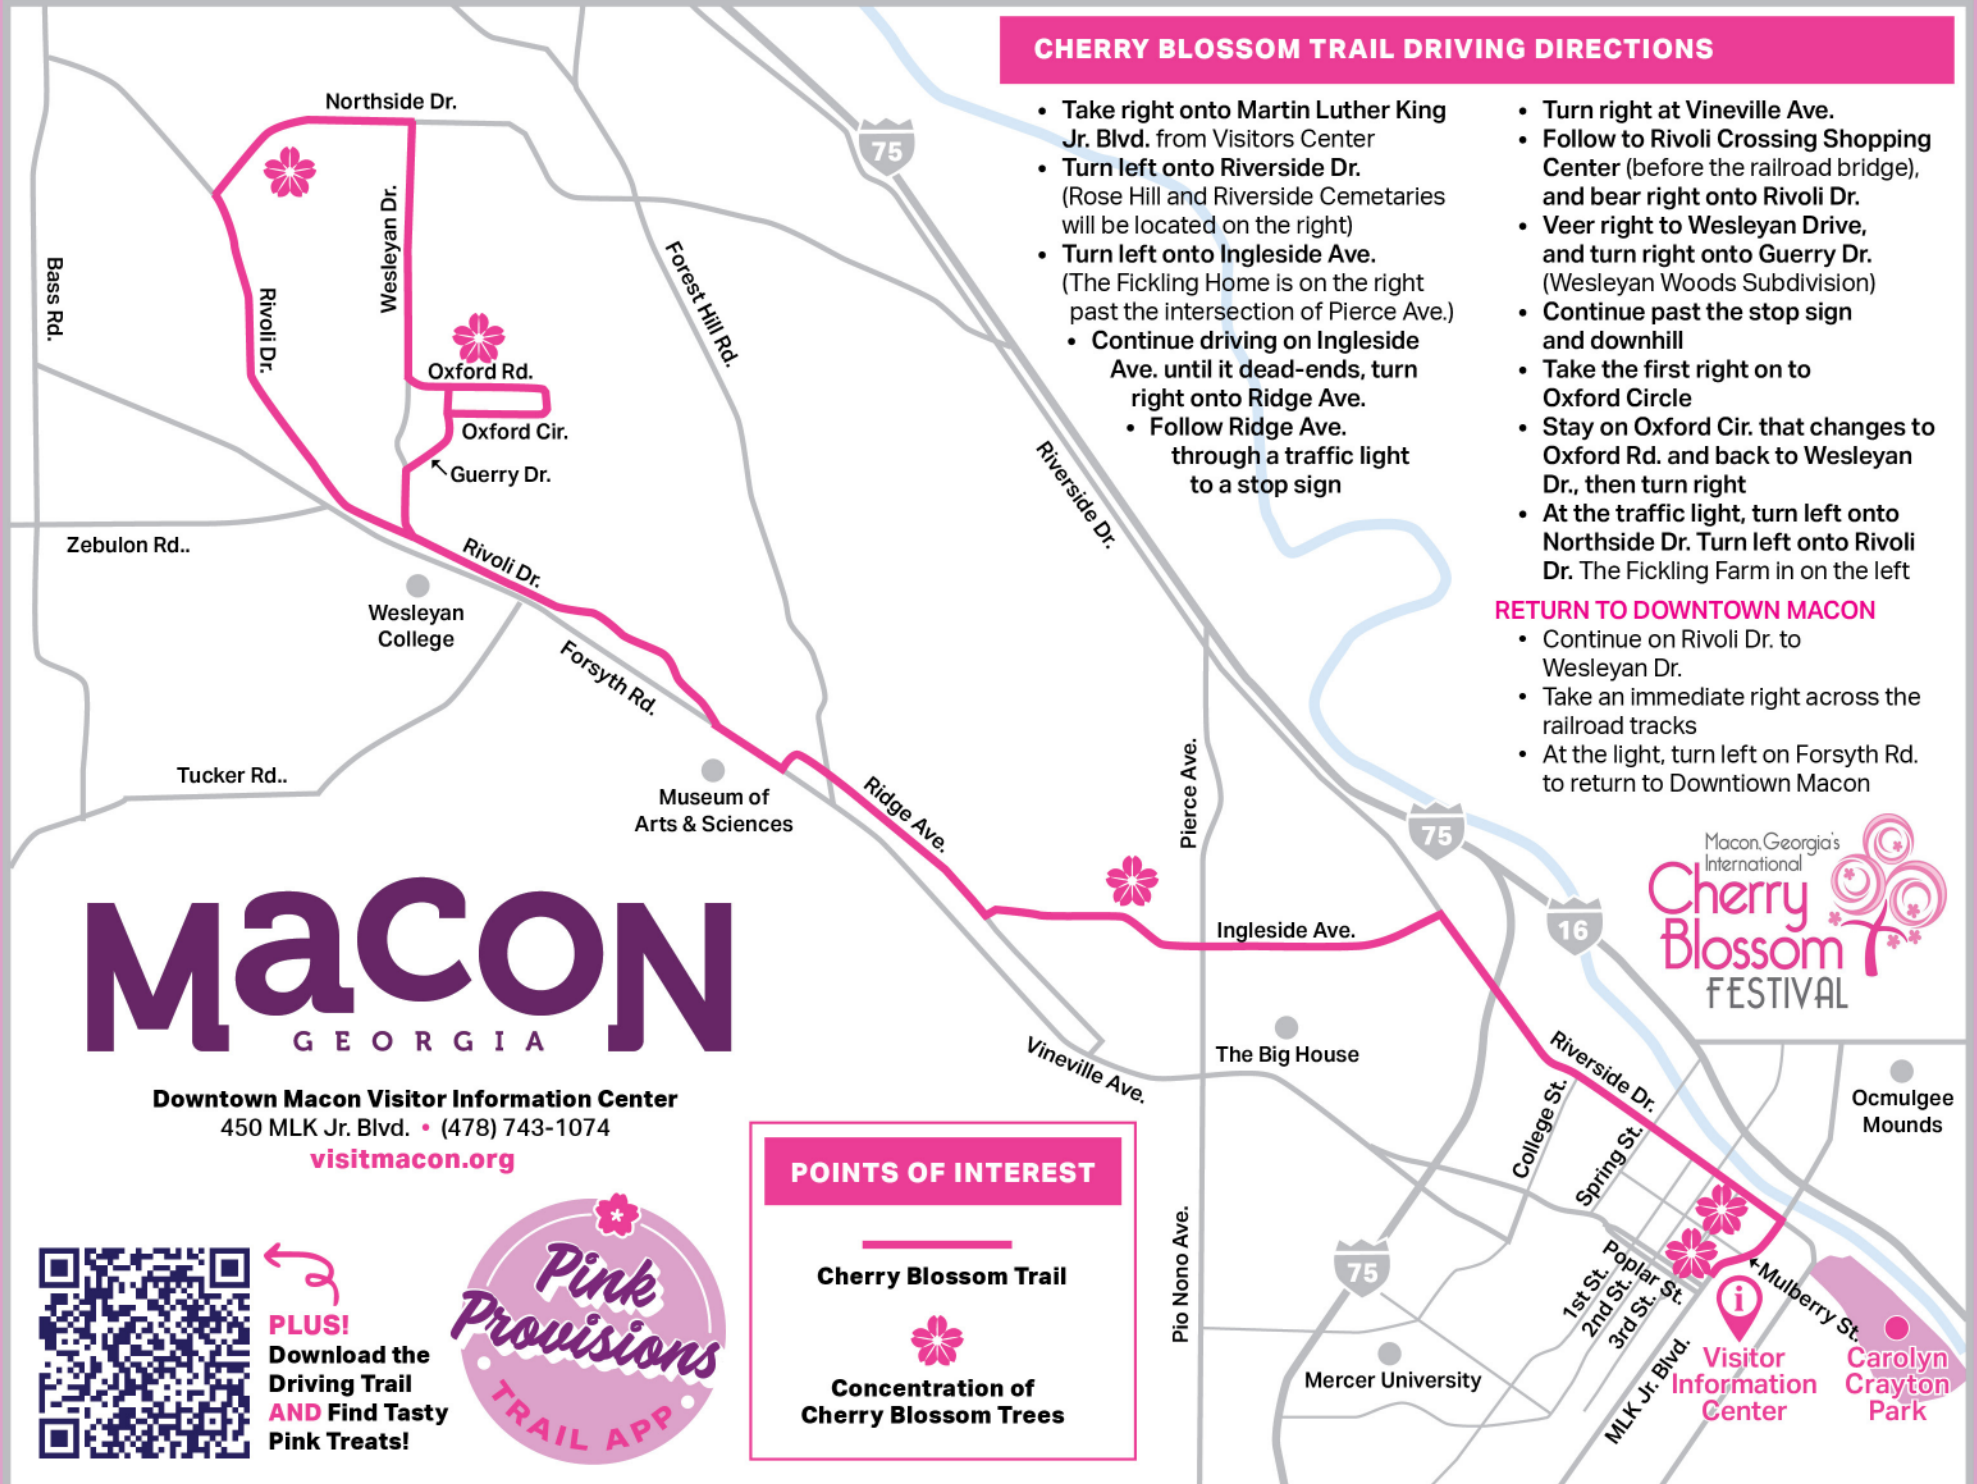 CHERRY BLOSSOM TRAIL DRIVING DIRECTIONS
• Take right onto Martin Luther King
Jr. Blvd. from Visitors Center
• Turn left onto Riverside Dr.
(Rose Hill and Riverside Cemetaries
will be located on the right)
• Turn left onto Ingleside Ave.
(The Fickling Home is on the right
past the intersection of Pierce Ave.)
• Continue driving on Ingleside
Ave. until it dead-ends, turn
right onto Ridge Ave.
• Follow Ridge Ave.
through a traffic light
to a stop sign
• Turn right at Vineville Ave.
• Follow to Rivoli Crossing Shopping
Center (before the railroad bridge),
and bear right onto Rivoli Dr.
• Veer right to Wesleyan Drive,
and turn right onto Guerry Dr.
(Wesleyan Woods Subdivision)
• Continue past the stop sign
and downhill
• Take the first right on to
Oxford Circle
• Stay on Oxford Cir. that changes to
Oxford Rd. and back to Wesleyan
Dr., then turn right
• At the traffic light, turn left onto
Northside Dr. Turn left onto Rivoli
Dr. The Fickling Farm in on the left
RETURN TO DOWNTOWN MACON
• Continue on Rivoli Dr. to
Wesleyan Dr.
• Take an immediate right across the
railroad tracks
• At the light, turn left on Forsyth Rd.
to return to Downtiown Macon
Northside Dr.
75
Bass Rd.
Rivoli Dr.
Wesleyan Dr.
Forest Hill Rd.
Oxford Rd.
Oxford Cir.
Guerry Dr.
Riverside Dr.
Zebulon Rd..
Rivoli Dr.
Wesleyan
College
Forsyth Rd.
Tucker Rd..
Museum of
Arts & Sciences
Ridge Ave.
Pierce Ave.
75
16
Ingleside Ave.
Macon, Georgia's
International
Cherry
Blossom
FESTIVAL
The Big House
Vineville Ave.
Riverside Dr.
College St.
Spring St.
Ocmulgee
Mounds
Pio Nono Ave.
75
Poplar St.
1st St.
2nd St.
3rd St.
Mulberry St.
MLK Jr. Blvd.
Mercer University
i
Visitor
Information
Center
Carolyn
Crayton
Park
MaCON
GEORGIA
Downtown Macon Visitor Information Center
450 MLK Jr. Blvd. • (478) 743-1074
visitmacon.org
PLUS!
Download the
Driving Trail
AND Find Tasty
Pink Treats!
Pink
Provisions
TRAIL APP
POINTS OF INTEREST
Cherry Blossom Trail
Concentration of
Cherry Blossom Trees